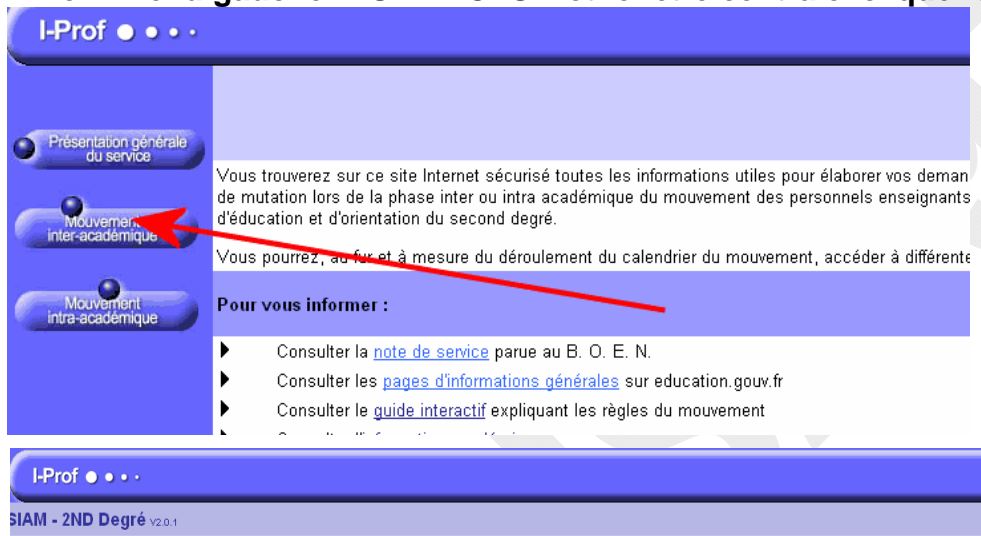 I-Prof
Présentation générale
du service
Vous trouverez sur ce site Internet sécurisé toutes les informations utiles pour élaborer vos deman
de mutation lors de la phase inter ou intra académique du mouvement des personnels enseignants
d'éducation et d'orientation du second degré.
Mouvement
inter-académique
Vous pourrez, au fur et à mesure du déroulement du calendrier du mouvement, accéder à différente
Mouvement
intra-académique
Pour vous informer :
Consulter la note de service parue au B. O. E. N.
Consulter les pages d'informations générales sur education.gouv.fr
Consulter le guide interactif expliquant les règles du mouvement
I-Prof
SIAM - 2ND Degré V2.0.1